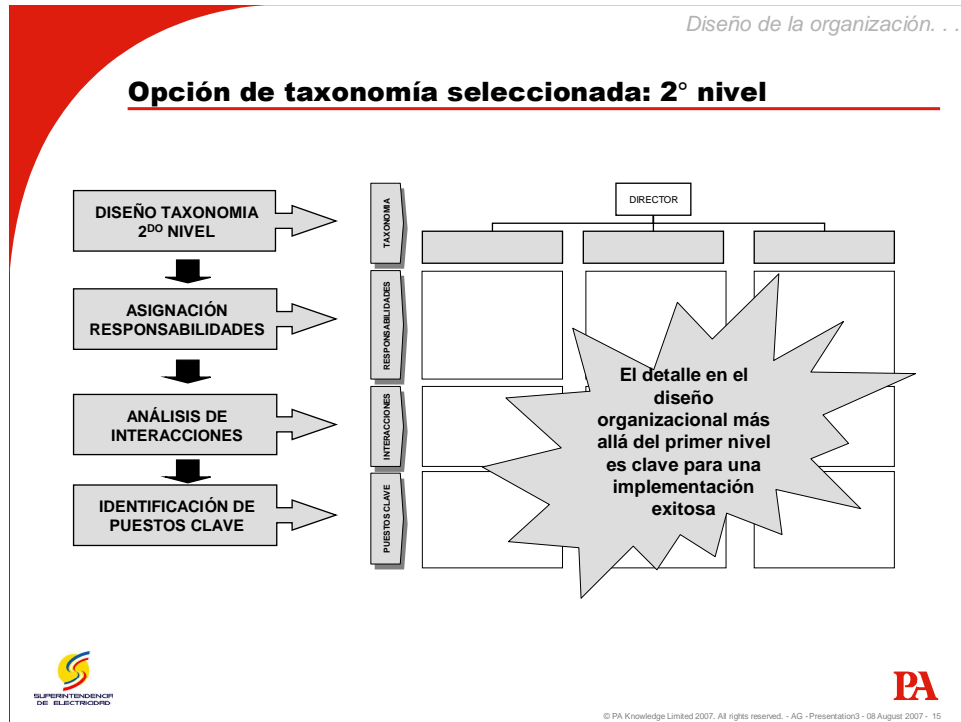 Diseño de la organización. . .
Opción de taxonomía seleccionada: 2° nivel
DISEÑO TAXONOMIA
2DO NIVEL
ASIGNACIÓN
RESPONSABILIDADES
ANÁLISIS DE
INTERACCIONES
IDENTIFICACIÓN DE
PUESTOS CLAVE
TAXONOMIA
RESPONSABILIDADES
INTERACCIONES
PUESTOS CLAVE
DIRECTOR
El detalle en el
diseño
organizacional más
allá del primer nivel
es clave para una
implementación
exitosa
SUPERINTENDENCIA
DE ELECTRICIDAD
PA
© PA Knowledge Limited 2007. All rights reserved. - AG - Presentation3 - 08 August 2007 - 15